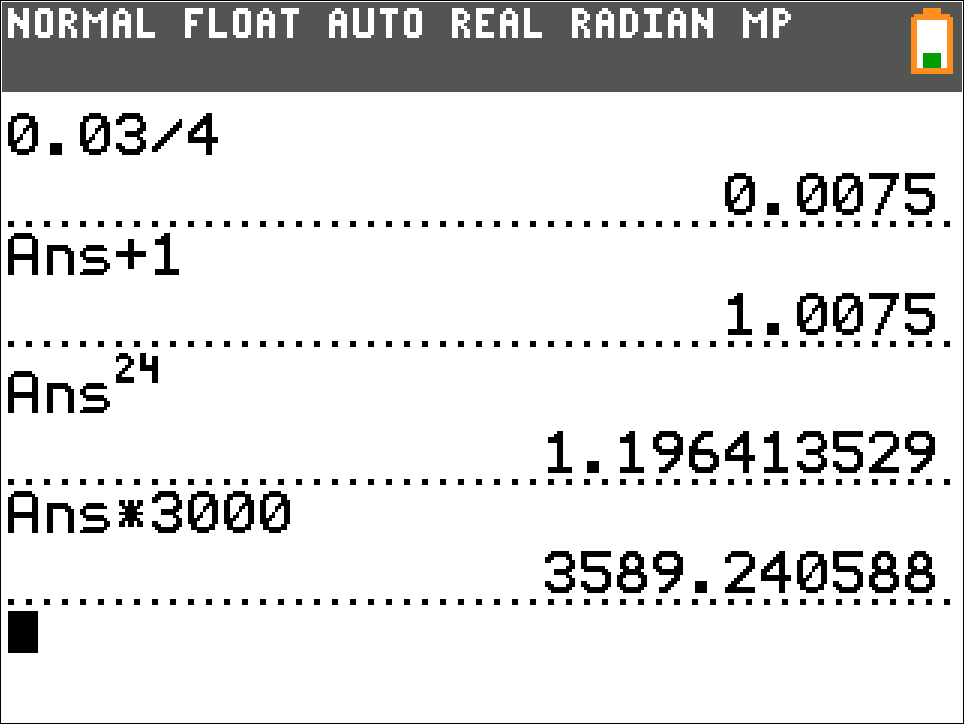 NORMAL FLOAT AUTO REAL RADIAN MP
0.03/4
0.0075
Ans+1
1.0075
Ans²⁴
1.196413529
Ans*3000
3589.240588